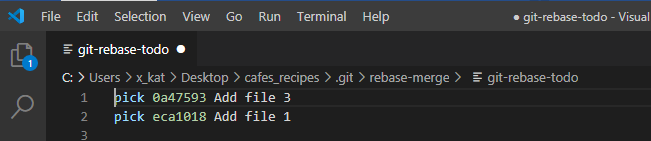 File Edit Selection View Go Run Terminal Help ● git-rebase-todo - Visual
git-rebase-todo ●
C: > Users > x_kat > Desktop > cafes_recipes > .git > rebase-merge > git-rebase-todo
1 pick 0a47593 Add file 3
2 pick eca1018 Add file 1
3
1